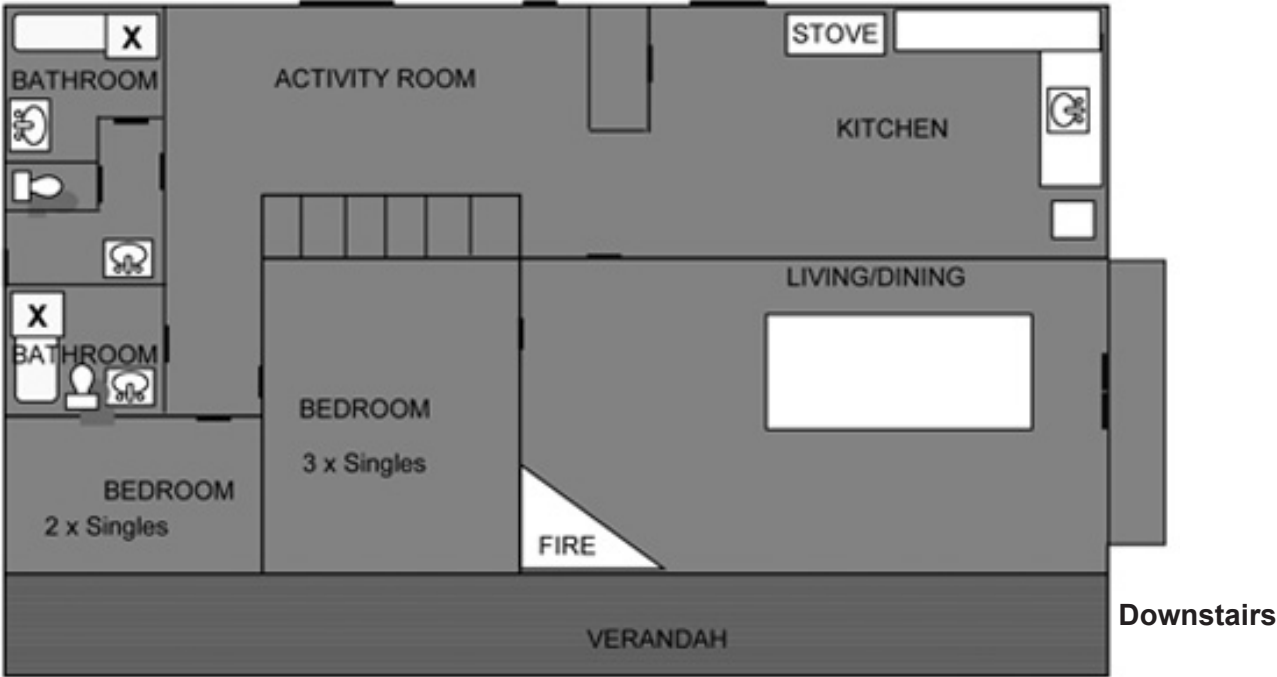 X
STOVE
BATHROOM
ACTIVITY ROOM
KITCHEN
LIVING/DINING
X
BATHROOM
BEDROOM
3 x Singles
BEDROOM
2 x Singles
FIRE
Downstairs
VERANDAH